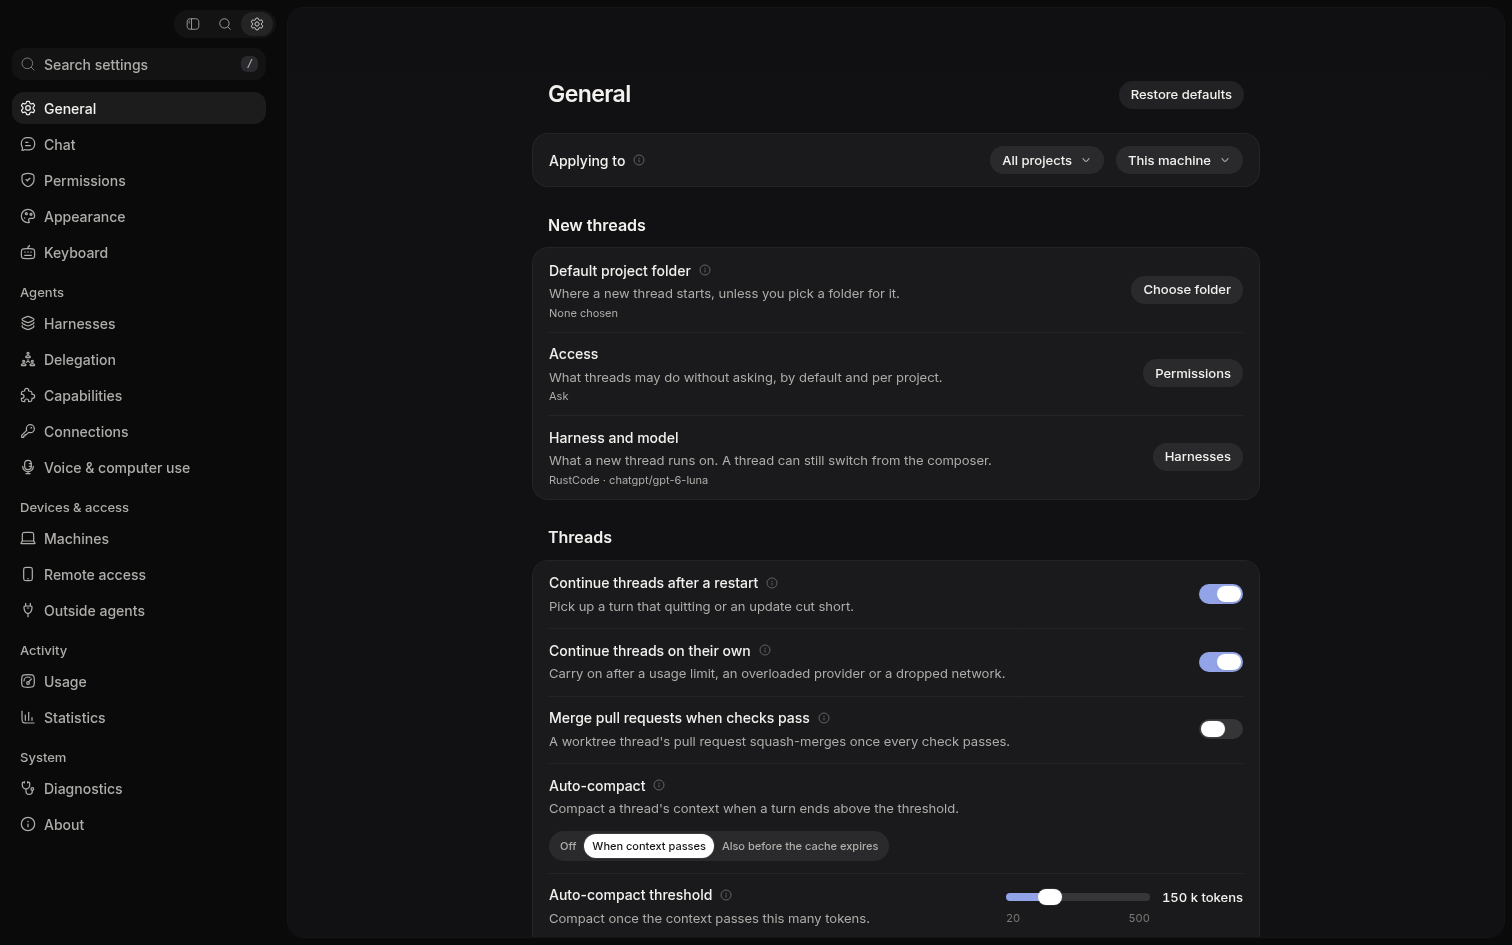 Search settings
/
General
Chat
Permissions
Appearance
Keyboard
Agents
Harnesses
Delegation
Capabilities
Connections
Voice & computer use
Devices & access
Machines
Remote access
Outside agents
Activity
Usage
Statistics
System
Diagnostics
About
General
Restore defaults
Applying to
All projects
This machine
New threads
Default project folder
Where a new thread starts, unless you pick a folder for it.
None chosen
Choose folder
Access
What threads may do without asking, by default and per project.
Ask
Permissions
Harness and model
What a new thread runs on. A thread can still switch from the composer.
RustCode · chatgpt/gpt-6-luna
Harnesses
Threads
Continue threads after a restart
Pick up a turn that quitting or an update cut short.
Continue threads on their own
Carry on after a usage limit, an overloaded provider or a dropped network.
Merge pull requests when checks pass
A worktree thread's pull request squash-merges once every check passes.
Auto-compact
Compact a thread's context when a turn ends above the threshold.
Off
When context passes
Also before the cache expires
Auto-compact threshold
Compact once the context passes this many tokens.
150 k tokens
20
500